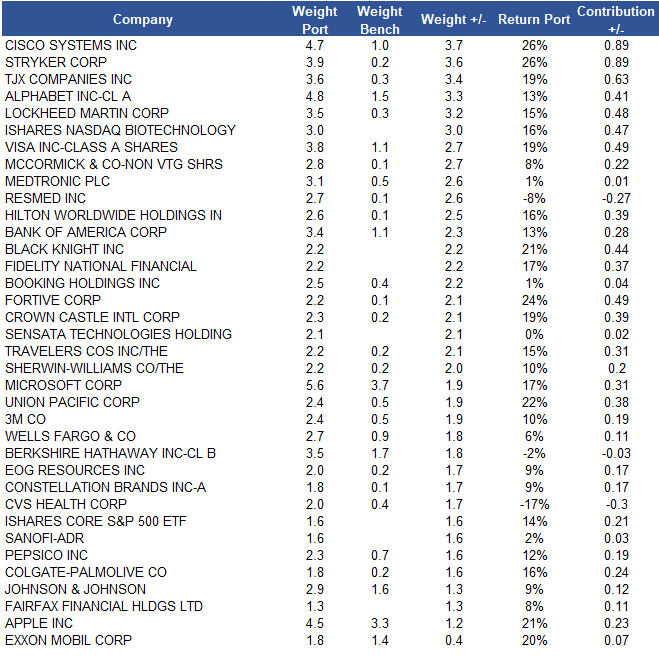 Company Weight Port Weight Bench Weight +/- Return Port Contribution +/-
CISCO SYSTEMS INC 4.7 1.0 3.7 26% 0.89
STRYKER CORP 3.9 0.2 3.6 26% 0.89
TJX COMPANIES INC 3.6 0.3 3.4 19% 0.63
ALPHABET INC-CL A 4.8 1.5 3.3 13% 0.41
LOCKHEED MARTIN CORP 3.5 0.3 3.2 15% 0.48
ISHARES NASDAQ BIOTECHNOLOGY 3.0 3.0 16% 0.47
VISA INC-CLASS A SHARES 3.8 1.1 2.7 19% 0.49
MCCORMICK & CO-NON VTG SHRS 2.8 0.1 2.7 8% 0.22
MEDTRONIC PLC 3.1 0.5 2.6 1% 0.01
RESMED INC 2.7 0.1 2.6 -8% -0.27
HILTON WORLDWIDE HOLDINGS IN 2.6 0.1 2.5 16% 0.39
BANK OF AMERICA CORP 3.4 1.1 2.3 13% 0.28
BLACK KNIGHT INC 2.2 2.2 21% 0.44
FIDELITY NATIONAL FINANCIAL 2.2 2.2 17% 0.37
BOOKING HOLDINGS INC 2.5 0.4 2.2 1% 0.04
FORTIVE CORP 2.2 0.1 2.1 24% 0.49
CROWN CASTLE INTL CORP 2.3 0.2 2.1 19% 0.39
SENSATA TECHNOLOGIES HOLDING 2.1 2.1 0% 0.02
TRAVELERS COS INC/THE 2.2 0.2 2.1 15% 0.31
SHERWIN-WILLIAMS CO/THE 2.2 0.2 2.0 10% 0.2
MICROSOFT CORP 5.6 3.7 1.9 17% 0.31
UNION PACIFIC CORP 2.4 0.5 1.9 22% 0.38
3M CO 2.4 0.5 1.9 10% 0.19
WELLS FARGO & CO 2.7 0.9 1.8 6% 0.11
BERKSHIRE HATHAWAY INC-CL B 3.5 1.7 1.8 -2% -0.03
EOG RESOURCES INC 2.0 0.2 1.7 9% 0.17
CONSTELLATION BRANDS INC-A 1.8 0.1 1.7 9% 0.17
CVS HEALTH CORP 2.0 0.4 1.7 -17% -0.3
ISHARES CORE S&P 500 ETF 1.6 1.6 14% 0.21
SANOFI-ADR 1.6 1.6 2% 0.03
PEPSICO INC 2.3 0.7 1.6 12% 0.19
COLGATE-PALMOLIVE CO 1.8 0.2 1.6 16% 0.24
JOHNSON & JOHNSON 2.9 1.6 1.3 9% 0.12
FAIRFAX FINANCIAL HLDGS LTD 1.3 1.3 8% 0.11
APPLE INC 4.5 3.3 1.2 21% 0.23
EXXON MOBIL CORP 1.8 1.4 0.4 20% 0.07